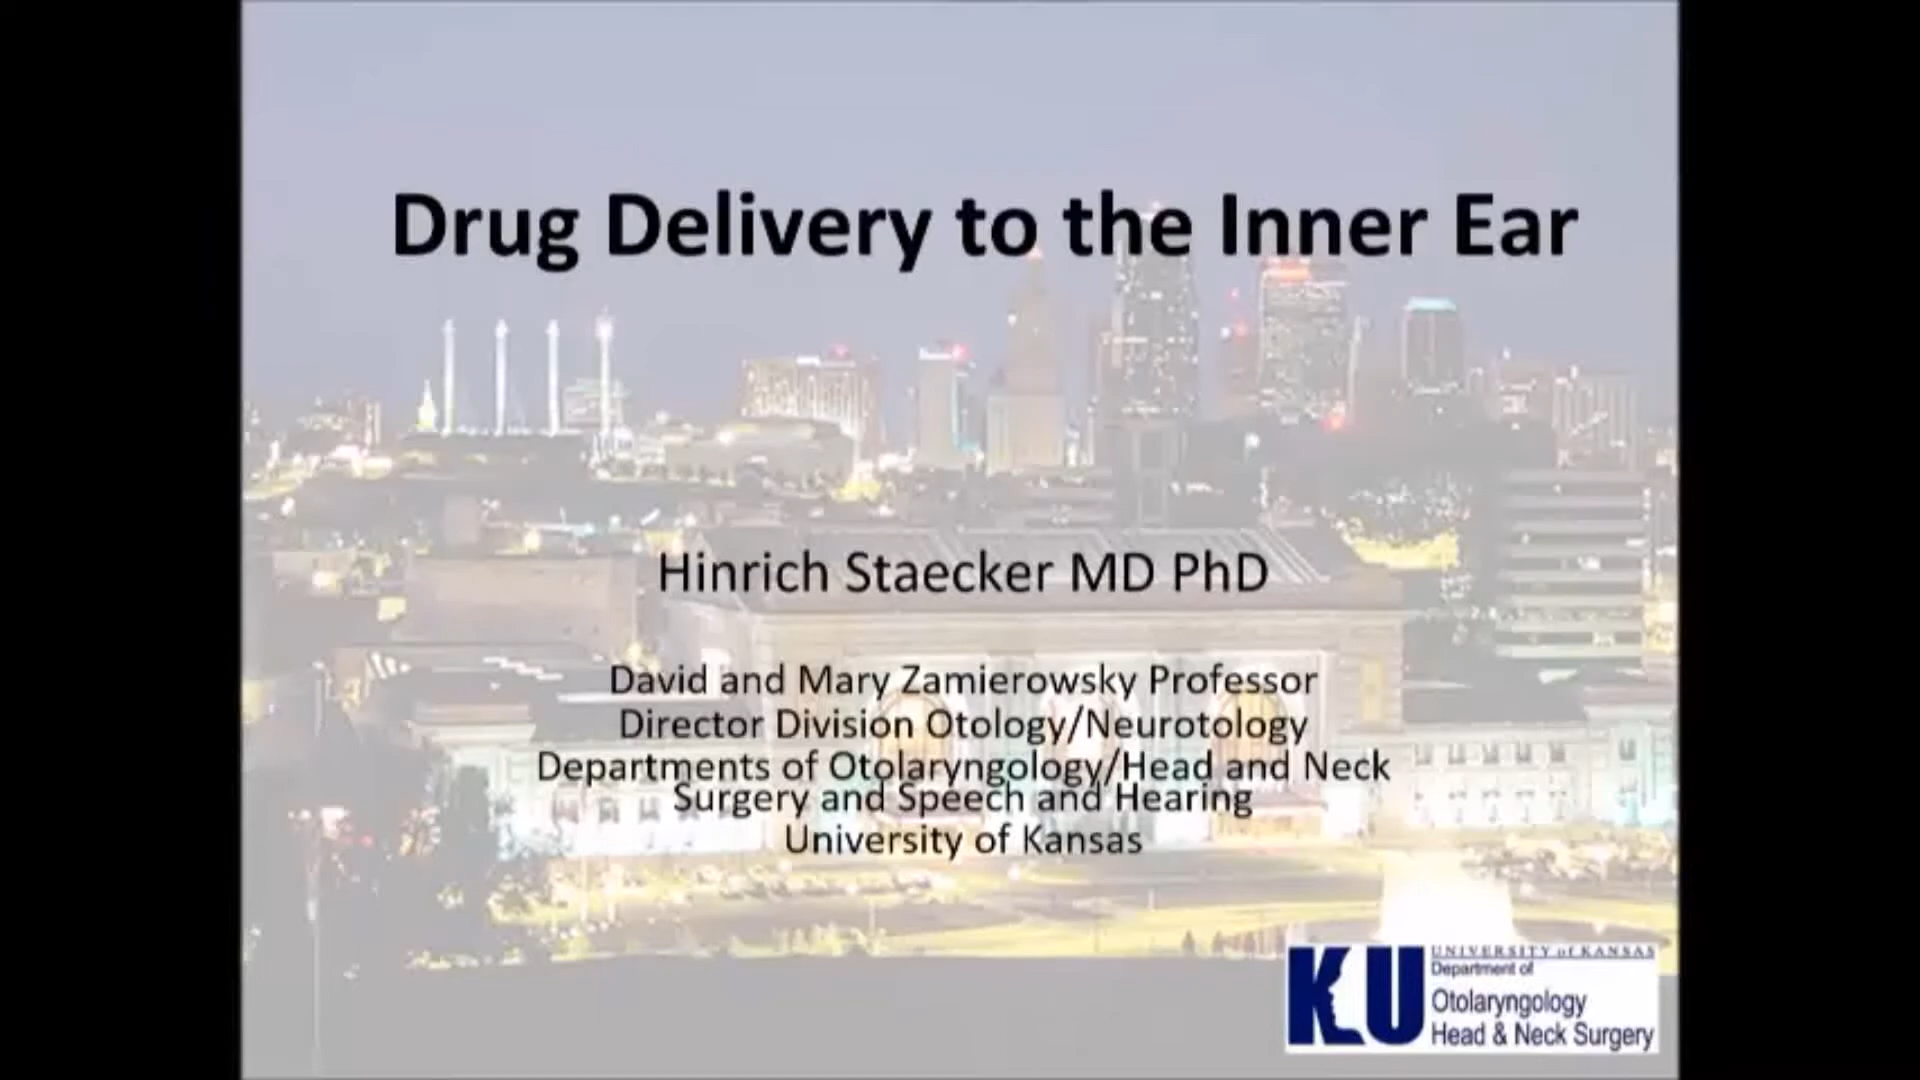 Drug Delivery to the Inner Ear
Hinrich Staecker MD PhD
David and Mary Zamierowsky Professor
Director Division Otology/Neurotology
Departments of Otolaryngology/Head and Neck
Surgery and Speech and Hearing
University of Kansas
KU
UNIVERSITY of KANSAS
Department of
Otolaryngology
Head & Neck Surgery